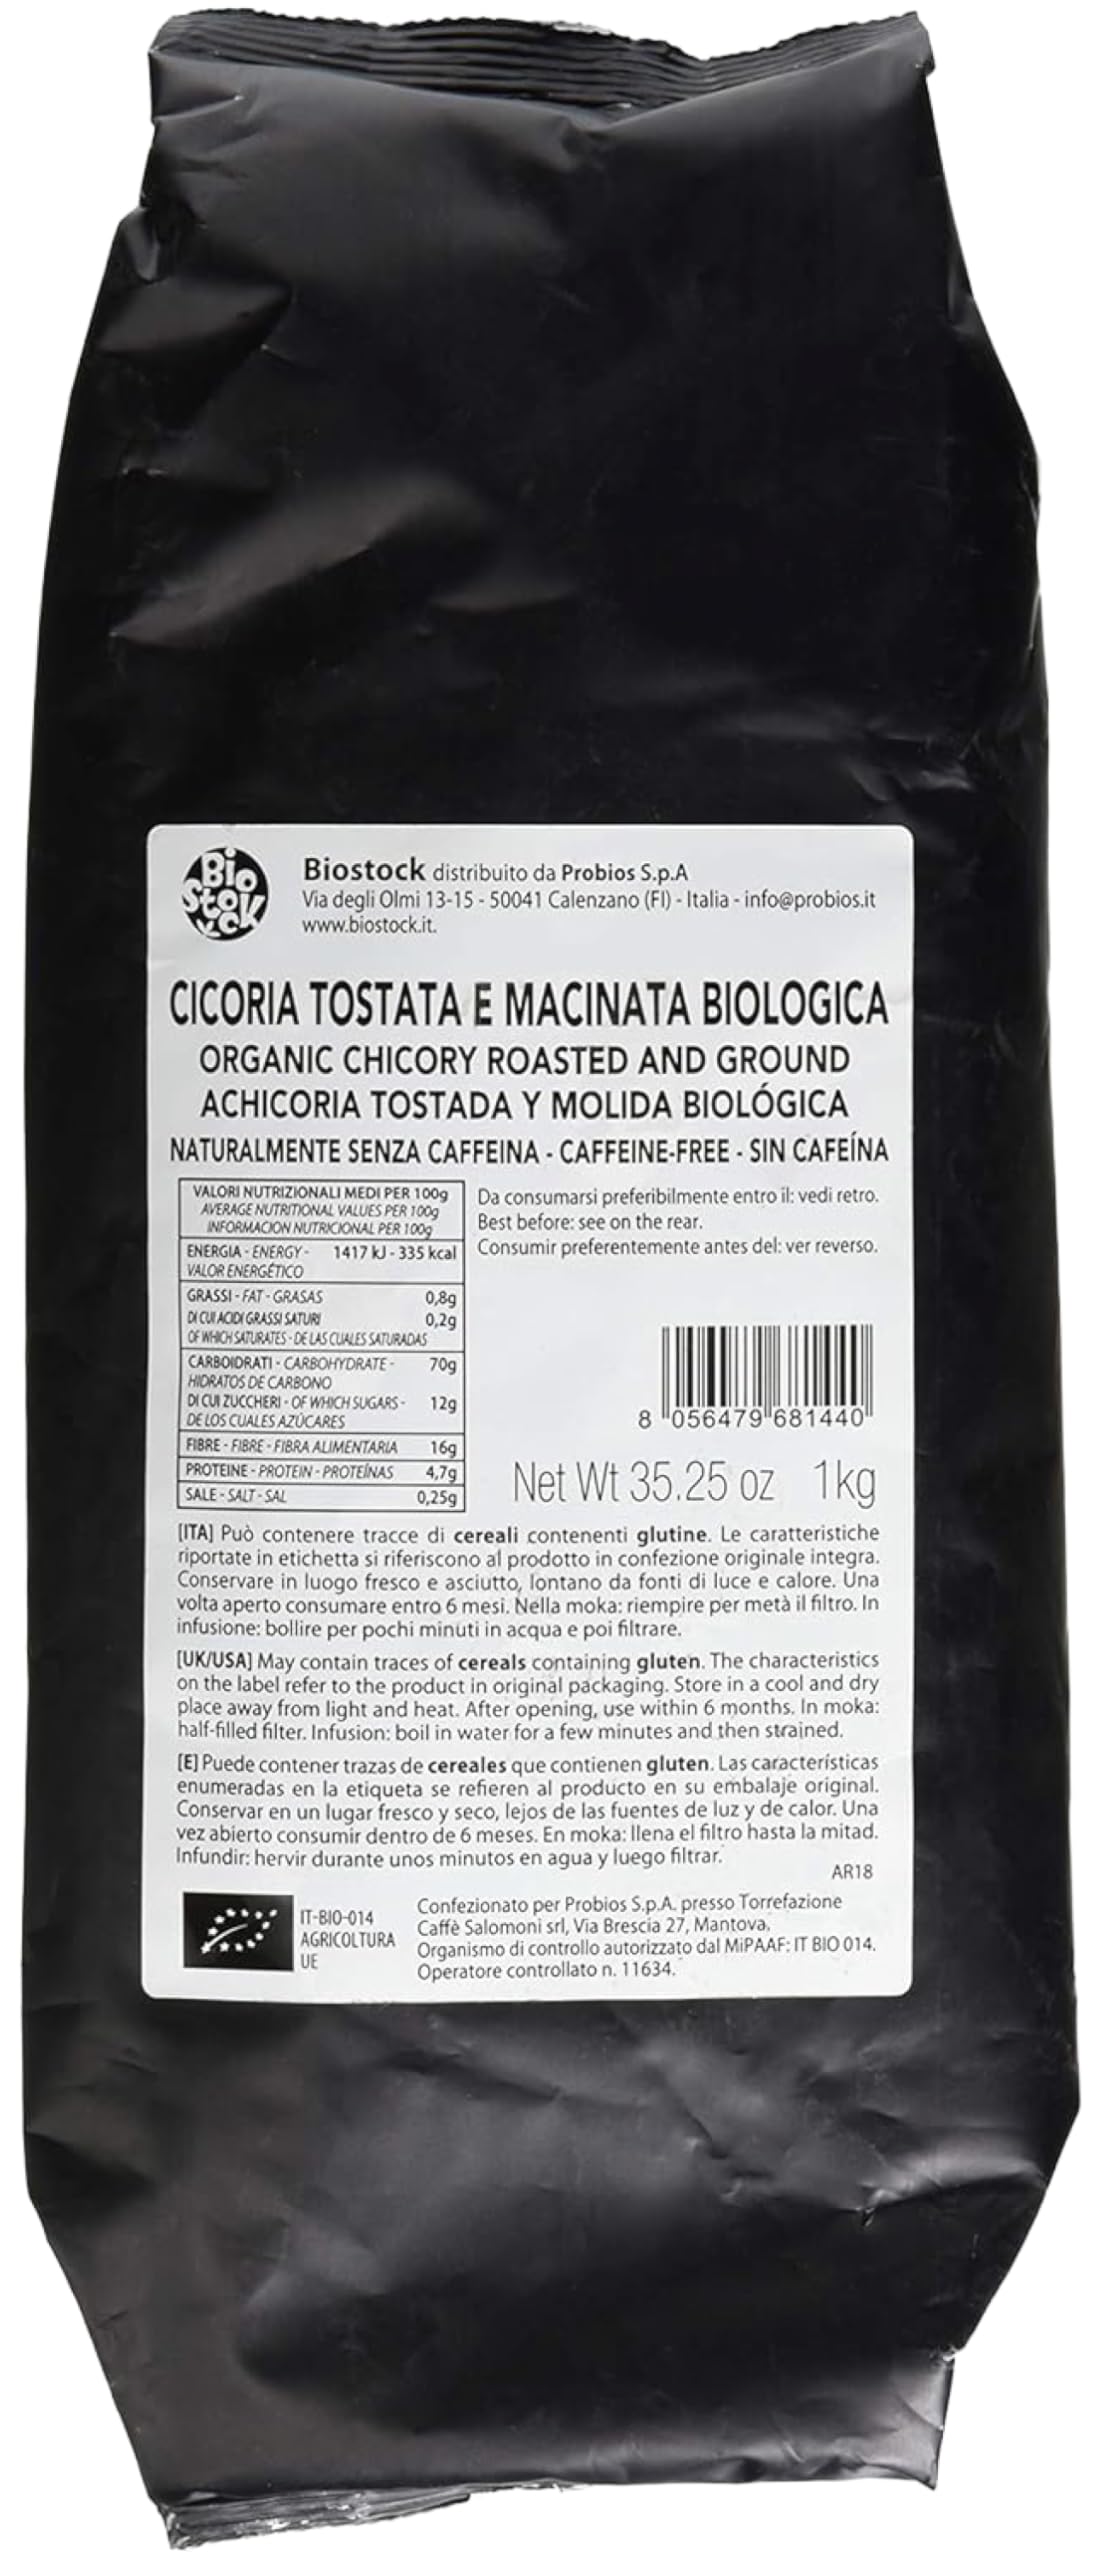 Bio
Sto
ck
Biostock distribuito da Probios S.p.A
Via degli Olmi 13-15 - 50041 Calenzano (FI) - Italia - info@probios.it
www.biostock.it.
CICORIA TOSTATA E MACINATA BIOLOGICA
ORGANIC CHICORY ROASTED AND GROUND
ACHICORIA TOSTADA Y MOLIDA BIOLÓGICA
NATURALMENTE SENZA CAFFEINA - CAFFEINE-FREE - SIN CAFEÍNA
VALORI NUTRIZIONALI MEDI PER 100g
AVERAGE NUTRITIONAL VALUES PER 100g
INFORMACION NUTRICIONAL PER 100g
ENERGIA - ENERGY - 1417 kJ - 335 kcal
VALOR ENERGÉTICO
GRASSI - FAT - GRASAS 0,8g
DI CUI ACIDI GRASSI SATURI 0,2g
OF WHICH SATURATES - DE LAS CUALES SATURADAS
CARBOIDRATI - CARBOHYDRATE - 70g
HIDRATOS DE CARBONO
DI CUI ZUCCHERI - OF WHICH SUGARS - 12g
DE LOS CUALES AZÚCARES
FIBRE - FIBRE - FIBRA ALIMENTARIA 16g
PROTEINE - PROTEIN - PROTEÍNAS 4,7g
SALE - SALT - SAL 0,25g
Da consumarsi preferibilmente entro il: vedi retro.
Best before: see on the rear.
Consumir preferentemente antes del: ver reverso.
8 056479 681440
Net Wt 35.25 oz 1kg
[ITA] Può contenere tracce di cereali contenenti glutine. Le caratteristiche
riportate in etichetta si riferiscono al prodotto in confezione originale integra.
Conservare in luogo fresco e asciutto, lontano da fonti di luce e calore. Una
volta aperto consumare entro 6 mesi. Nella moka: riempire per metà il filtro. In
infusione: bollire per pochi minuti in acqua e poi filtrare.
[UK/USA] May contain traces of cereals containing gluten. The characteristics
on the label refer to the product in original packaging. Store in a cool and dry
place away from light and heat. After opening, use within 6 months. In moka:
half-filled filter. Infusion: boil in water for a few minutes and then strained.
[E] Puede contener trazas de cereales que contienen gluten. Las características
enumeradas en la etiqueta se refieren al producto en su embalaje original.
Conservar en un lugar fresco y seco, lejos de las fuentes de luz y de calor. Una
vez abierto consumir dentro de 6 meses. En moka: llena el filtro hasta la mitad.
Infundir: hervir durante unos minutos en agua y luego filtrar.
AR18
IT-BIO-014
AGRICOLTURA
UE
Confezionato per Probios S.p.A. presso Torrefazione
Caffè Salomoni srl, Via Brescia 27, Mantova.
Organismo di controllo autorizzato dal MiPAAF: IT BIO 014.
Operatore controllato n. 11634.